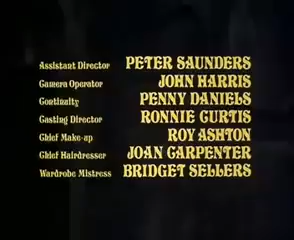 Assistant Director PETER SAUNDERS
Camera Operator JOHN HARRIS
Continuity PENNY DANIELS
Casting Director RONNIE CURTIS
Chief Make-up ROY ASHTON
Chief Hairdresser JOAN CARPENTER
Wardrobe Mistress BRIDGET SELLERS